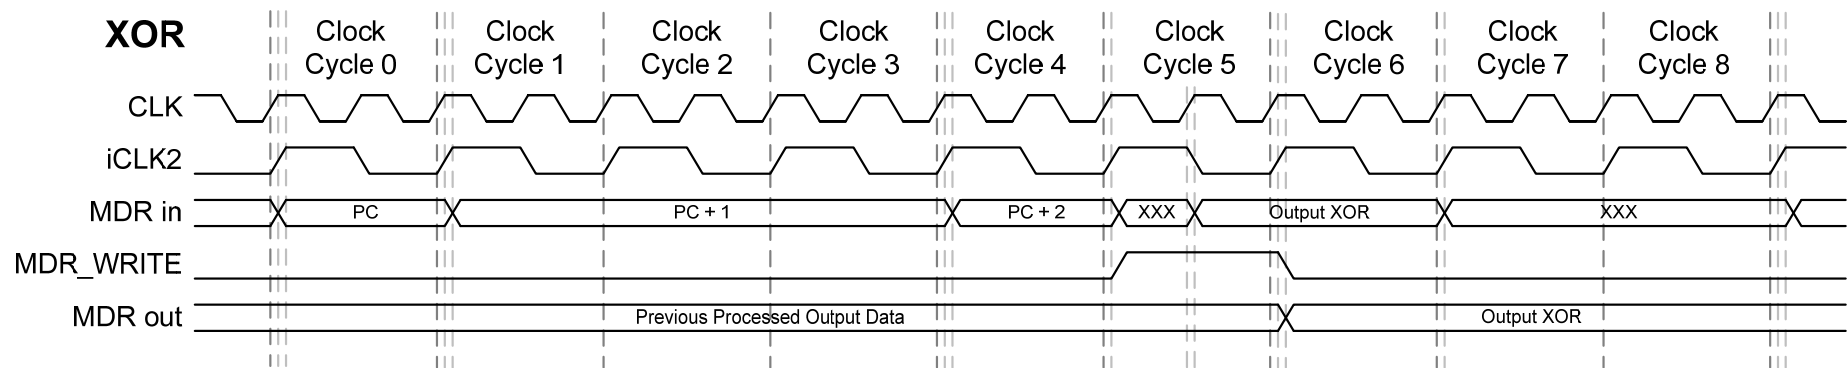 XOR
Clock Cycle 0
Clock Cycle 1
Clock Cycle 2
Clock Cycle 3
Clock Cycle 4
Clock Cycle 5
Clock Cycle 6
Clock Cycle 7
Clock Cycle 8
CLK
iCLK2
MDR in
PC
PC + 1
PC + 2
XXX
Output XOR
XXX
MDR_WRITE
MDR out
Previous Processed Output Data
Output XOR